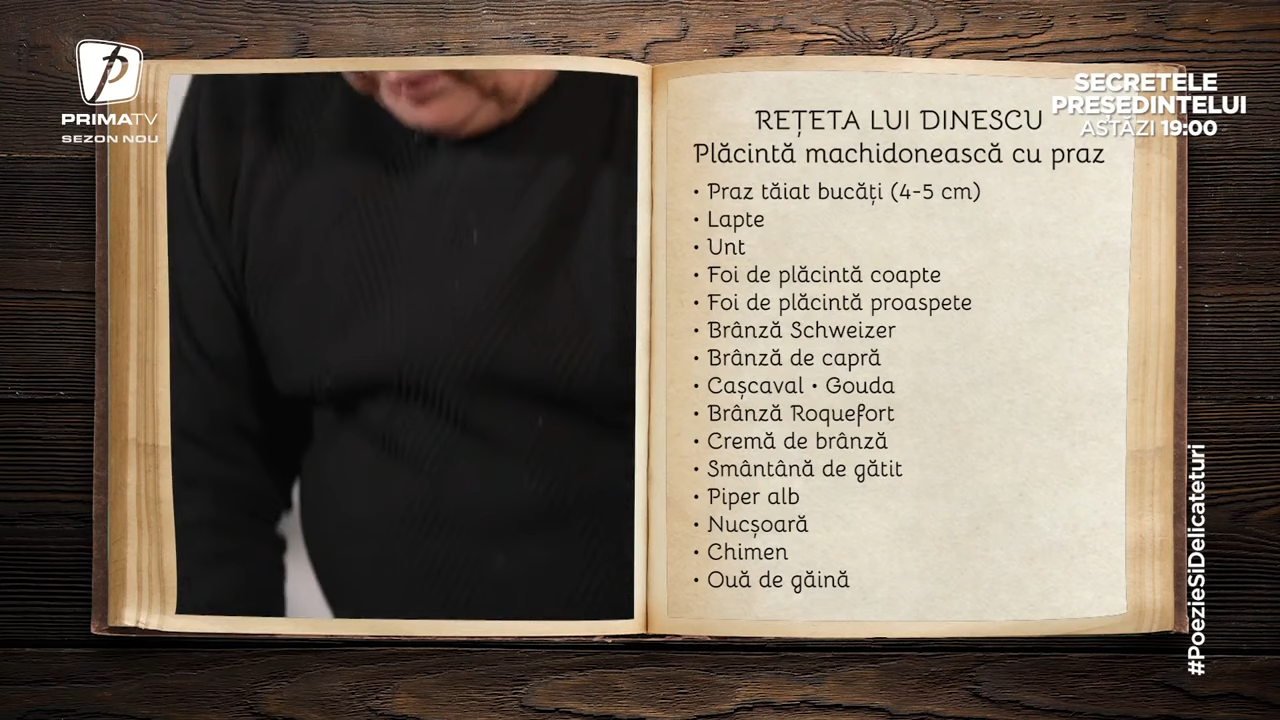 PRIMATV
SEZON NOU
SECRETELE
PREȘEDINTELUI
ASTĂZI 19:00
REȚETA LUI DINESCU
Plăcintă machidonească cu praz
• Praz tăiat bucăți (4-5 cm)
• Lapte
• Unt
• Foi de plăcintă coapte
• Foi de plăcintă proaspete
• Brânză Schweizer
• Brânză de capră
• Cașcaval • Gouda
• Brânză Roquefort
• Cremă de brânză
• Smântână de gătit
• Piper alb
• Nucșoară
• Chimen
• Ouă de găină
#PoezieSiDelicateturi